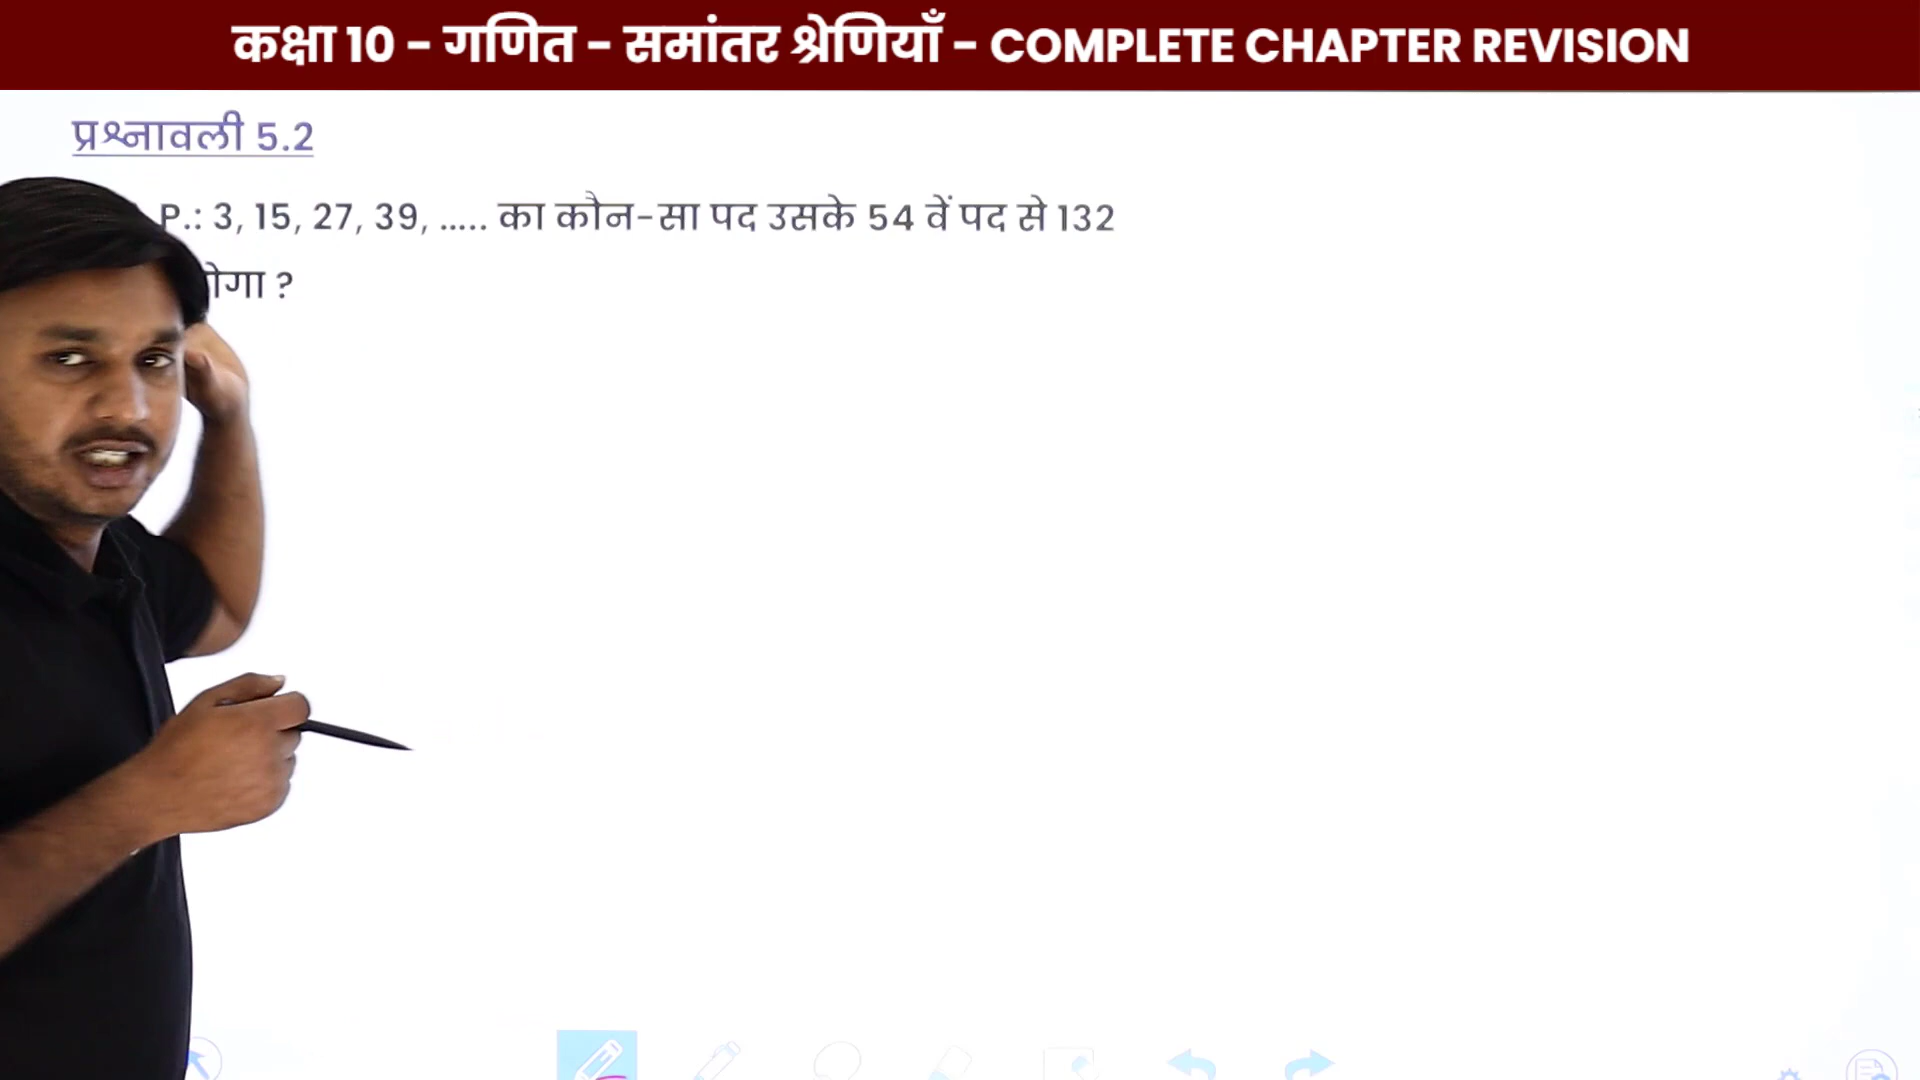 कक्षा 10 - गणित - समांतर श्रेणियाँ - COMPLETE CHAPTER REVISION
प्रश्नावली 5.2
P.: 3, 15, 27, 39, ..... का कौन-सा पद उसके 54 वें पद से 132
?